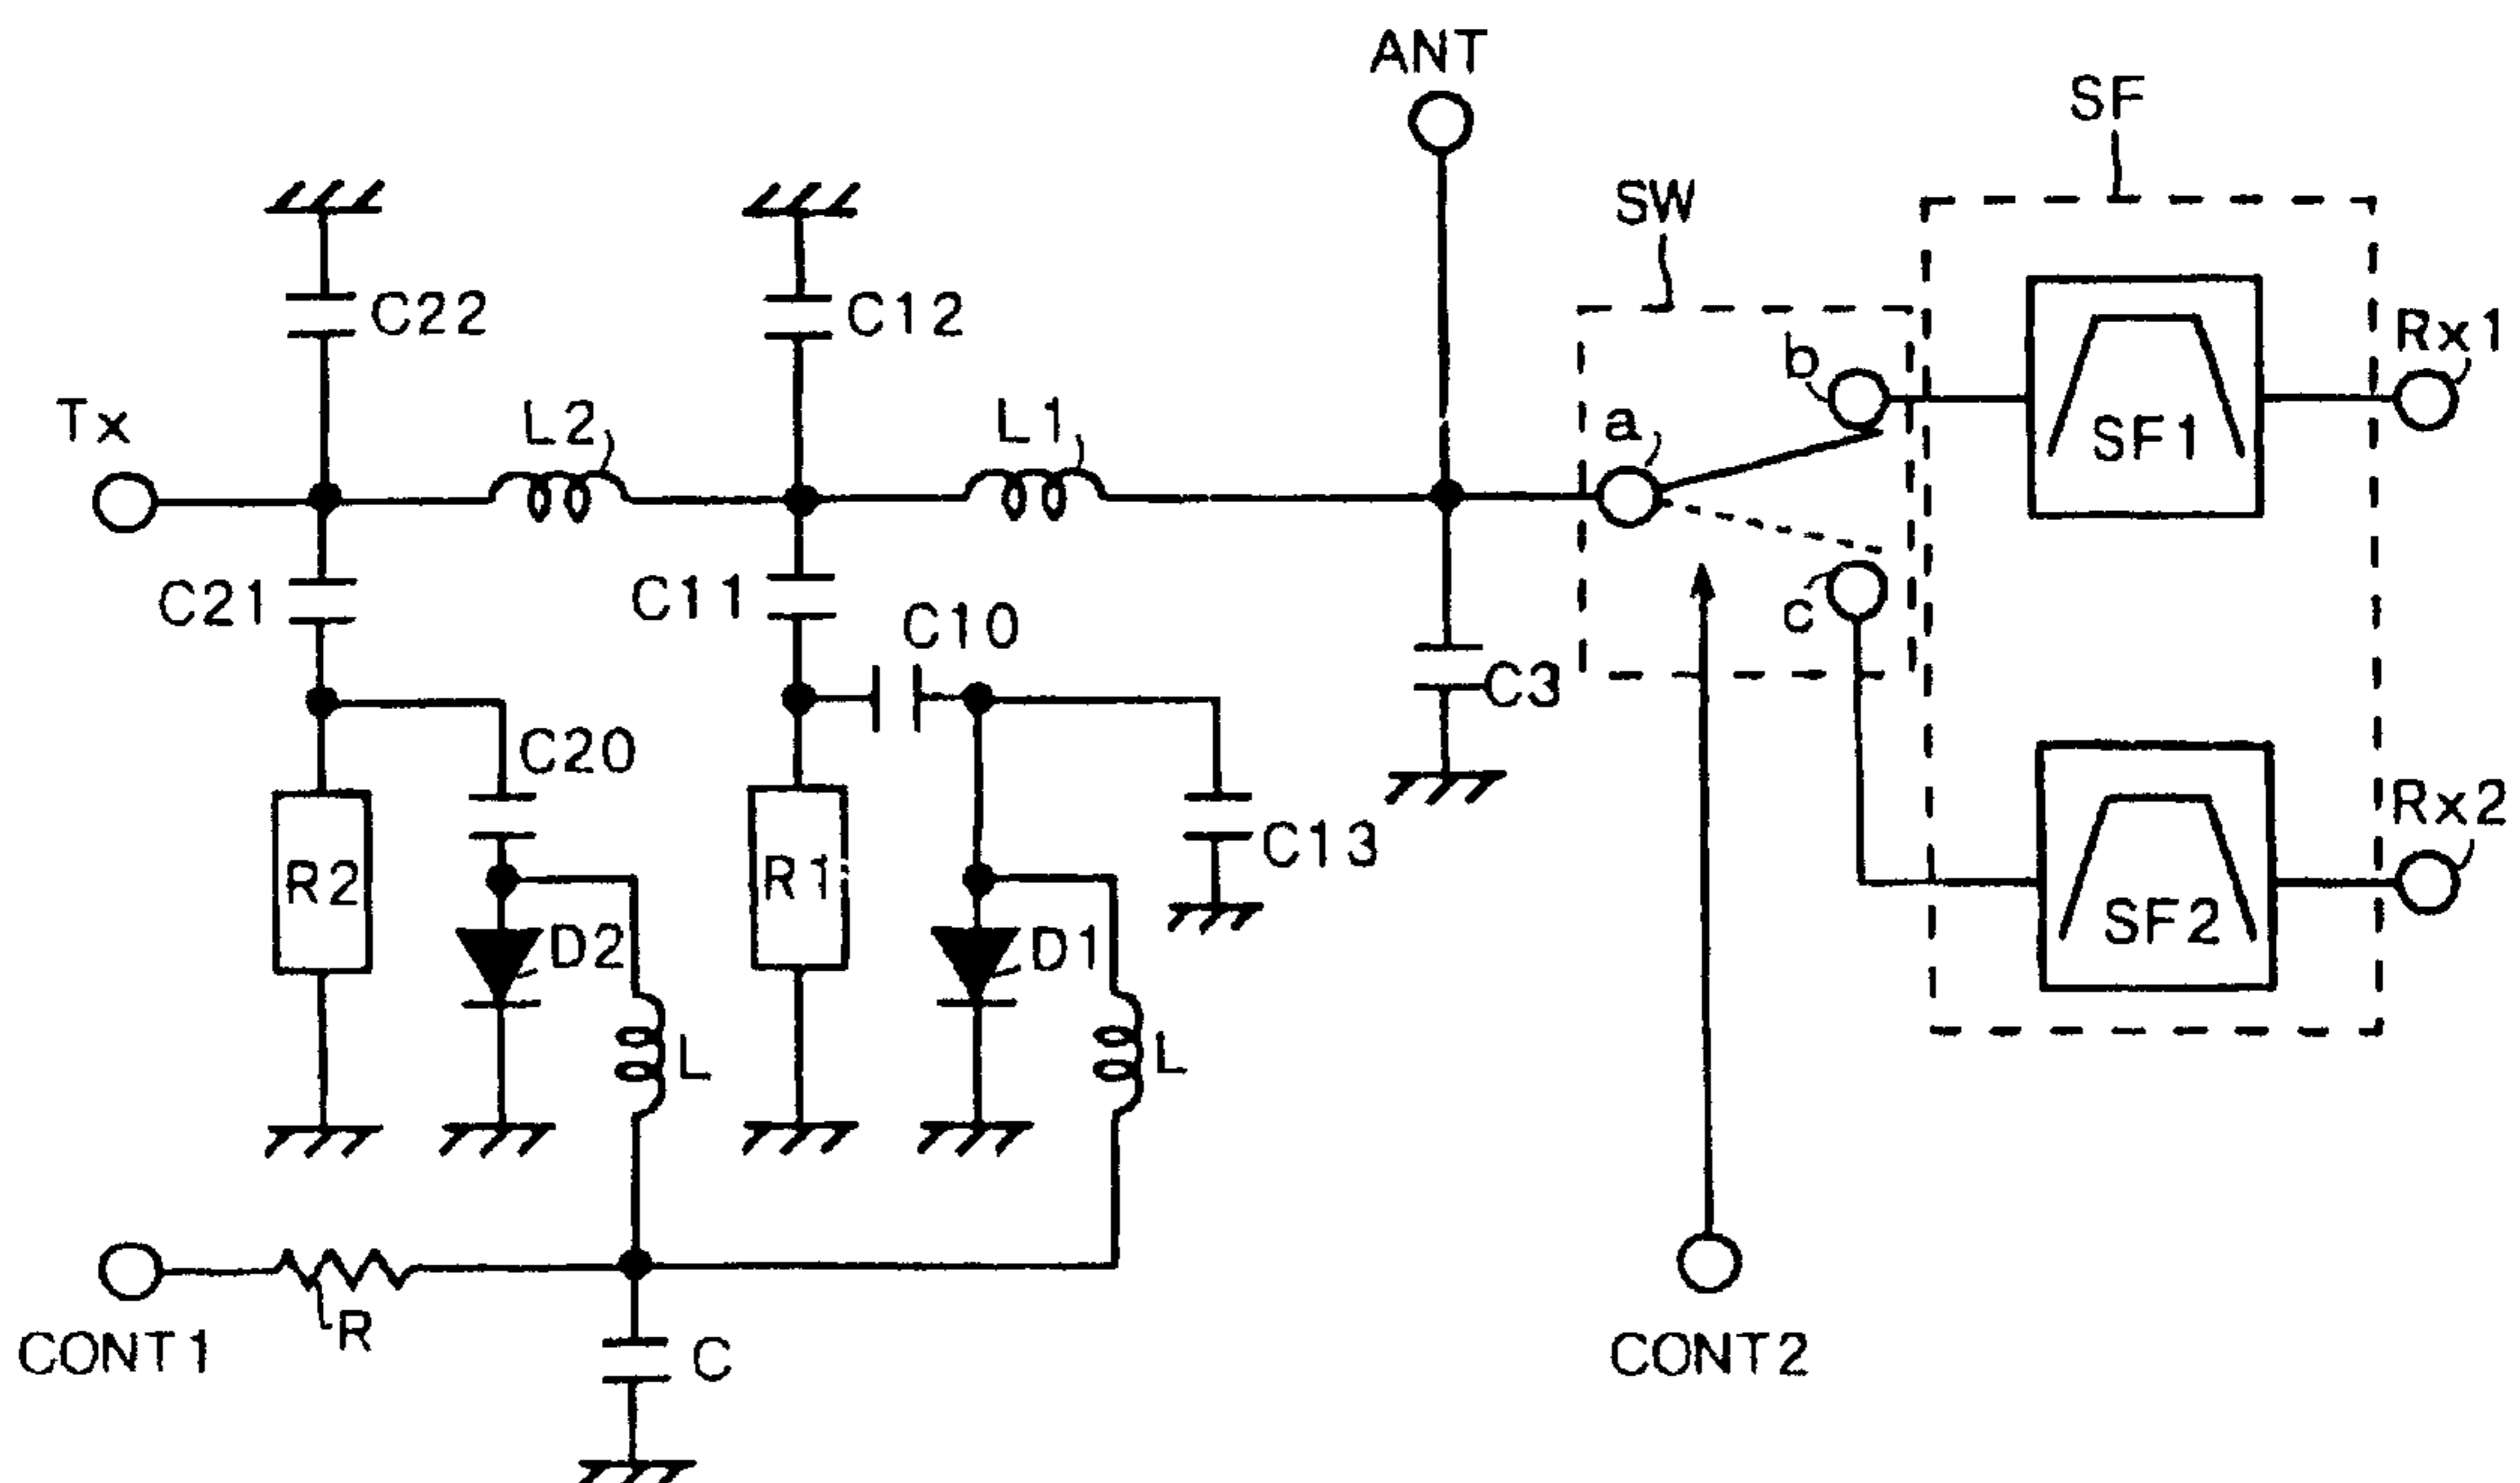 ANT
SF
SW
C22
C12
b
Rx1
Tx
L2
L1
a
SF1
C21
C11
C10
c
C3
C20
C13
Rx2
R2
R1
D2
D1
SF2
L
L
R
CONT1
C
CONT2